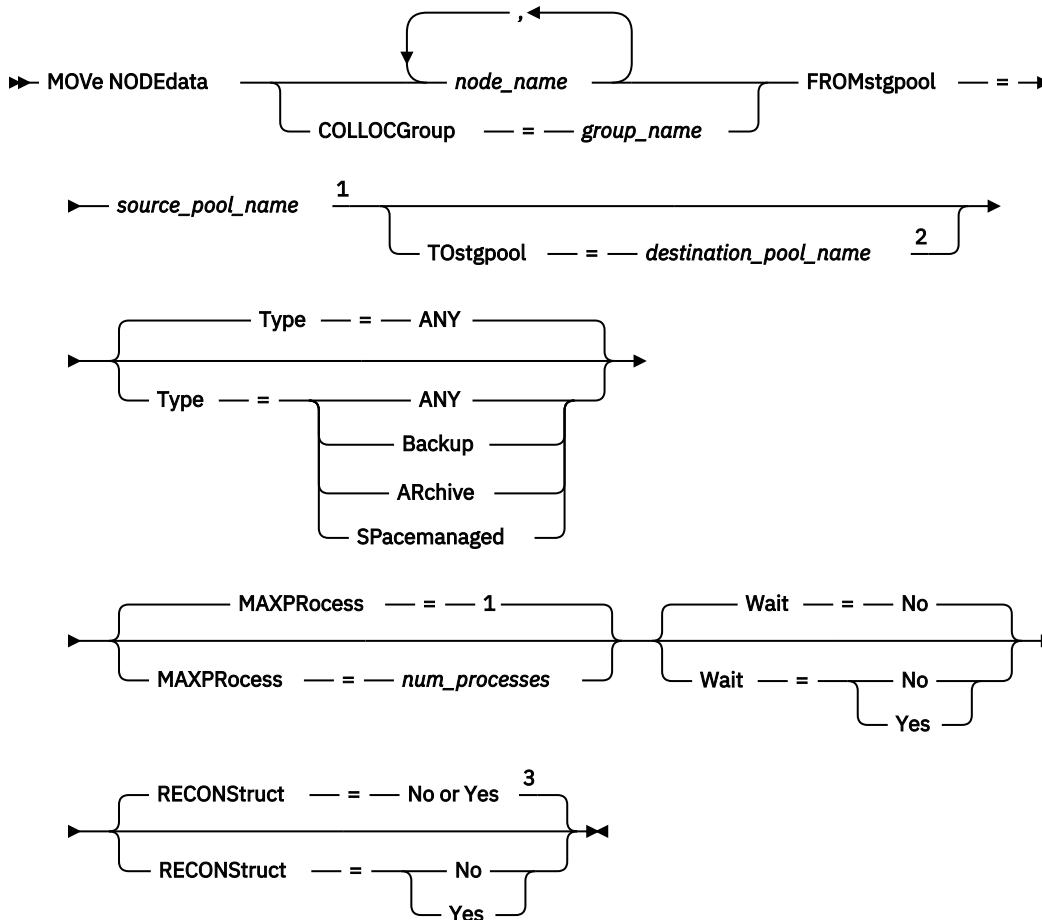 ,
MOVe NODEdata node_name FROMstgpool =
COLLOCGroup = group_name
source_pool_name 1
TOstgpool = destination_pool_name 2
Type = ANY
Type = ANY
Backup
ARchive
SPacemanaged
MAXPRocess = 1 Wait = No
MAXPRocess = num_processes Wait = No
Yes
RECONStruct = No or Yes 3
RECONStruct = No
Yes